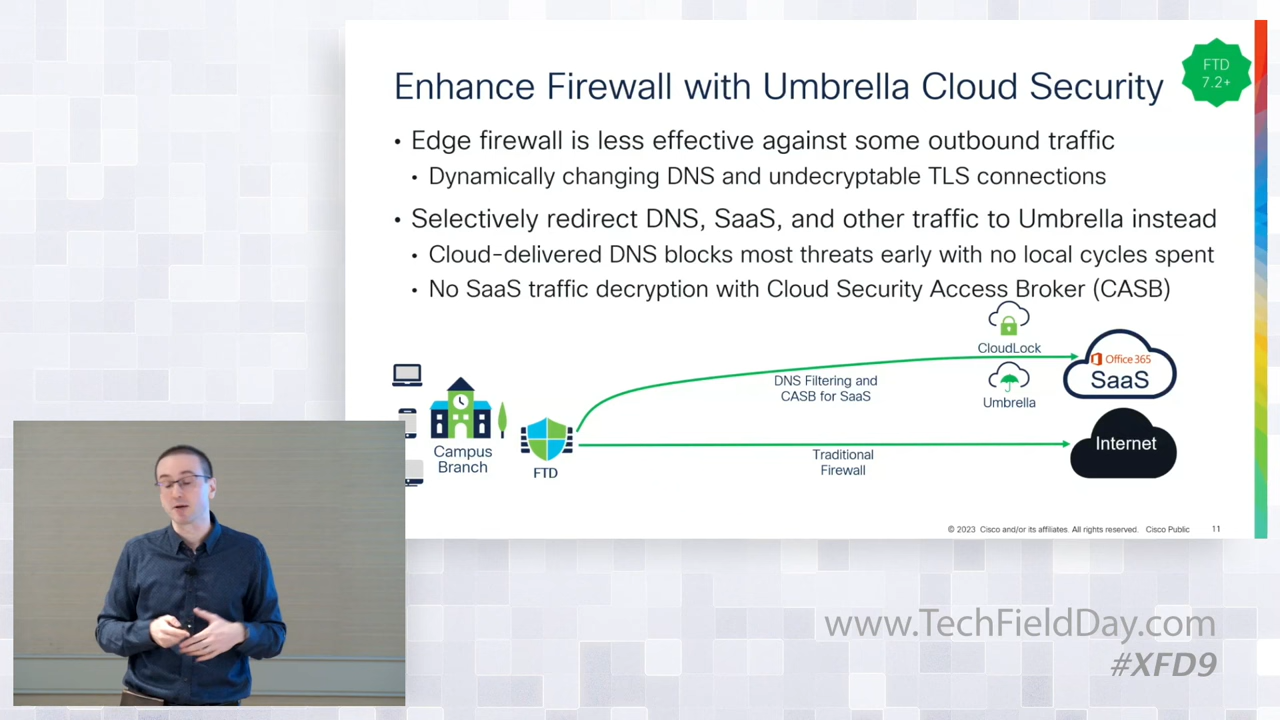 Enhance Firewall with Umbrella Cloud Security
FTD
7.2+
• Edge firewall is less effective against some outbound traffic
• Dynamically changing DNS and undecryptable TLS connections
• Selectively redirect DNS, SaaS, and other traffic to Umbrella instead
• Cloud-delivered DNS blocks most threats early with no local cycles spent
• No SaaS traffic decryption with Cloud Security Access Broker (CASB)
CloudLock
DNS Filtering and
CASB for SaaS
Umbrella
Office 365
SaaS
Campus
Branch
FTD
Traditional
Firewall
Internet
© 2023 Cisco and/or its affiliates. All rights reserved. Cisco Public
11
www.TechFieldDay.com
#XFD9